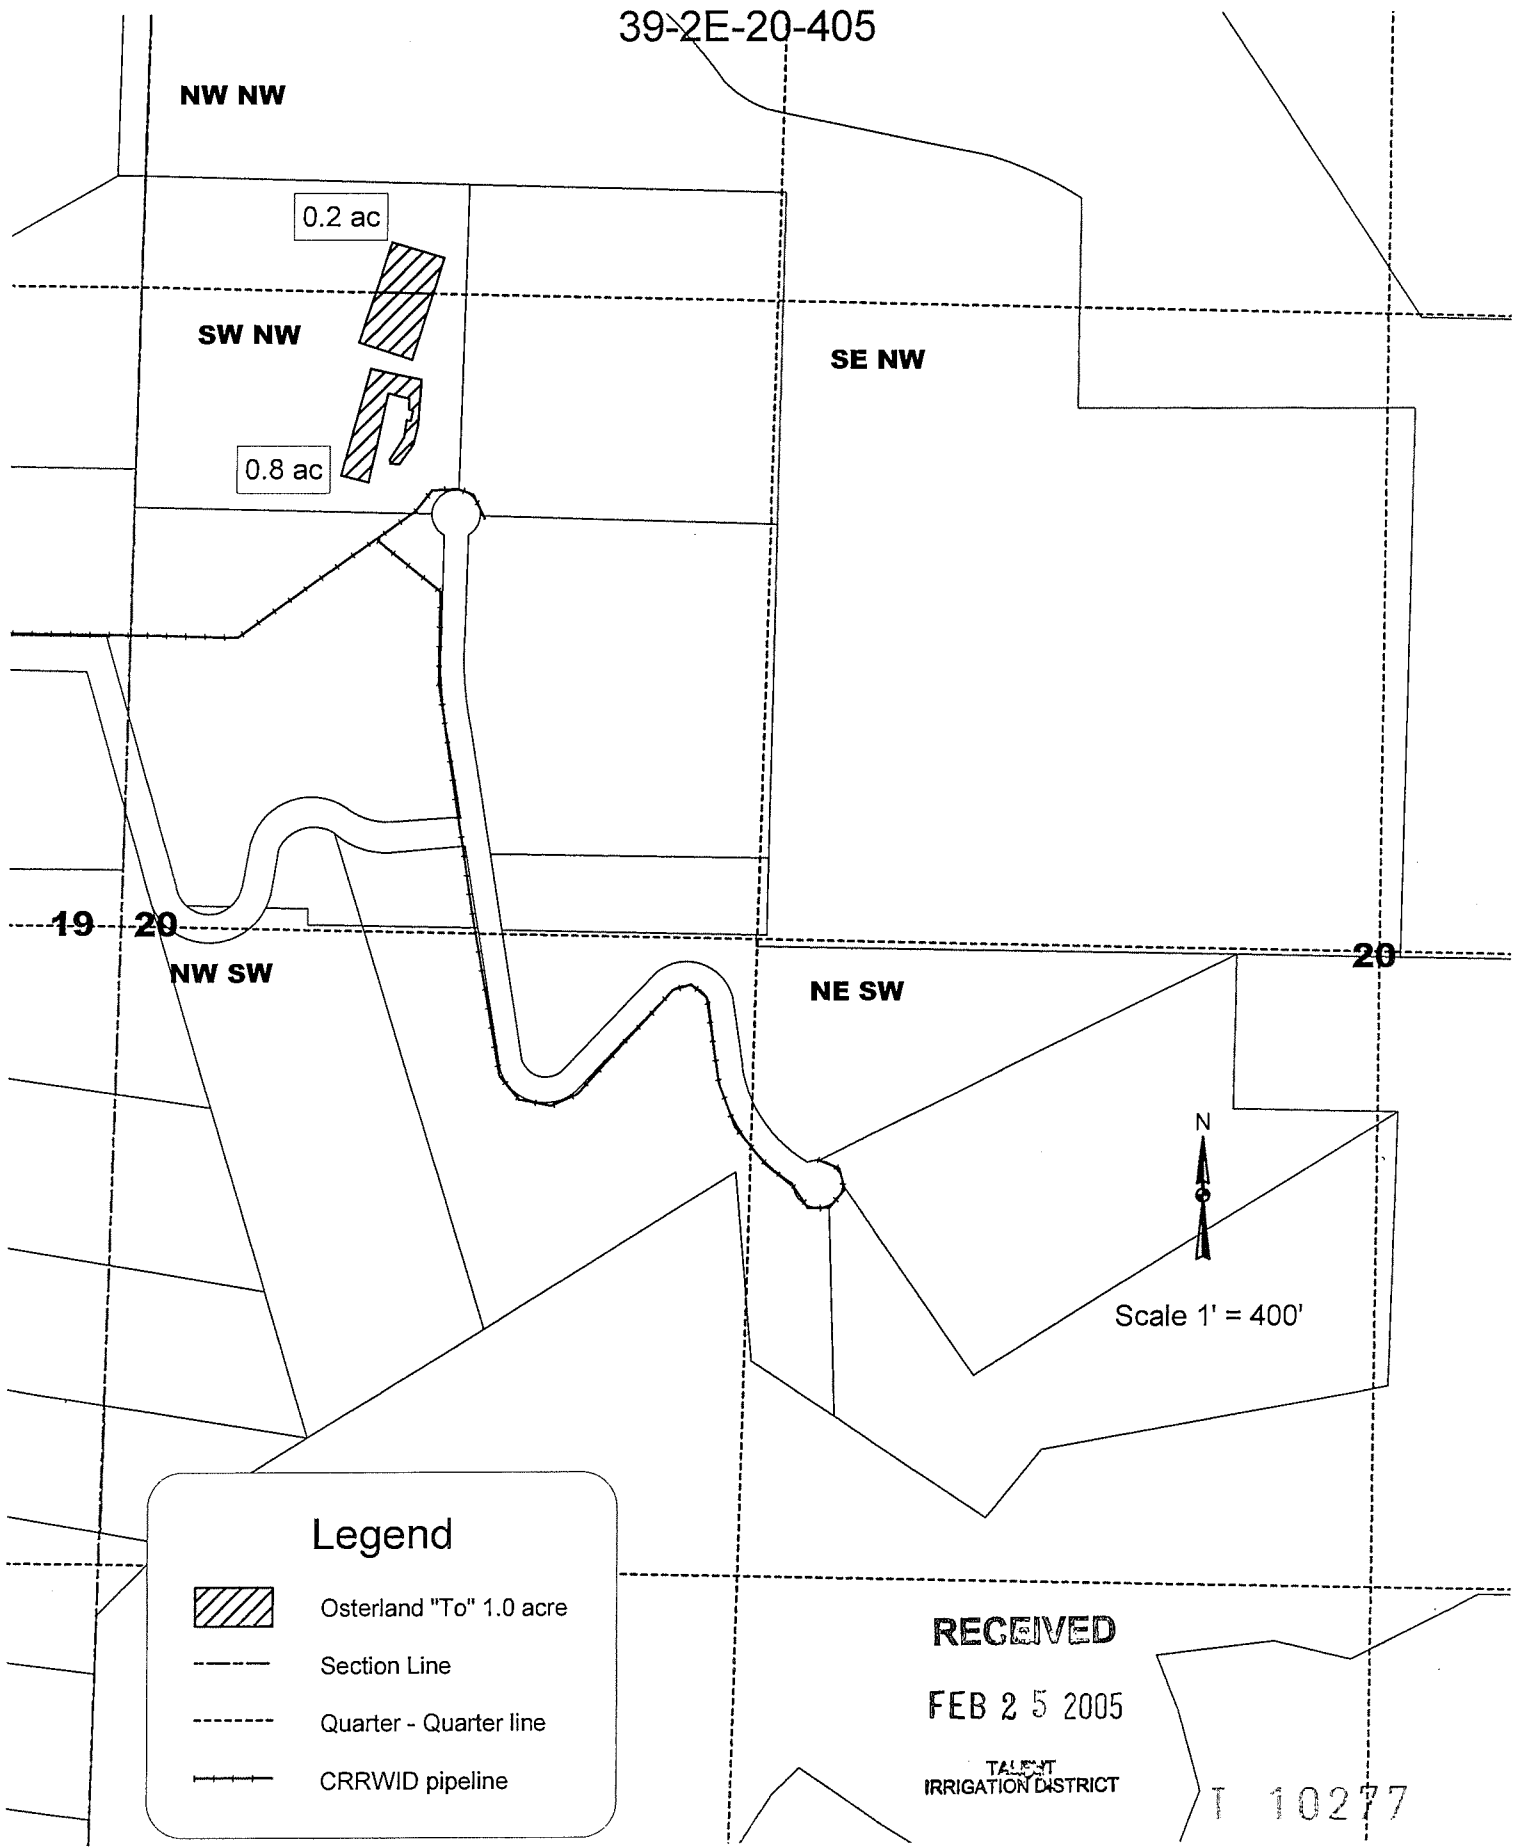 39-2E-20-405
NW NW
0.2 ac
SW NW
SE NW
0.8 ac
19 20
20
NW SW
NE SW
N
Scale 1' = 400'
Legend
Osterland "To" 1.0 acre
Section Line
Quarter - Quarter line
CRRWID pipeline
RECEIVED
FEB 25 2005
TALENT
IRRIGATION DISTRICT
T 10277